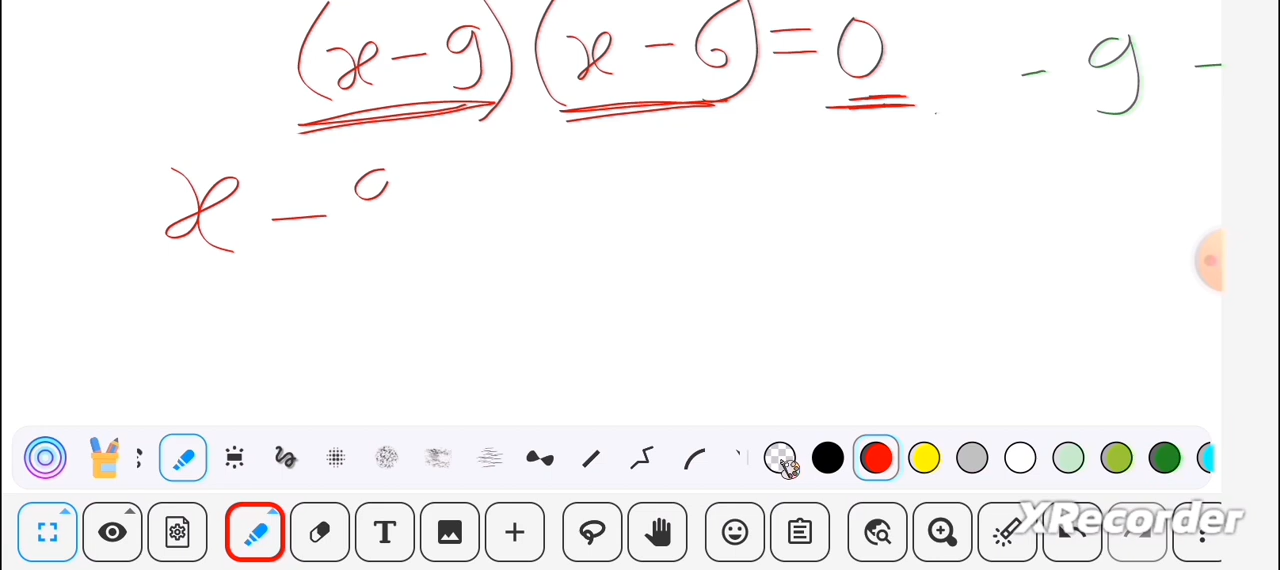 (x - 9)(x - 6) = 0
- 9 -
x -
T
XRecorder